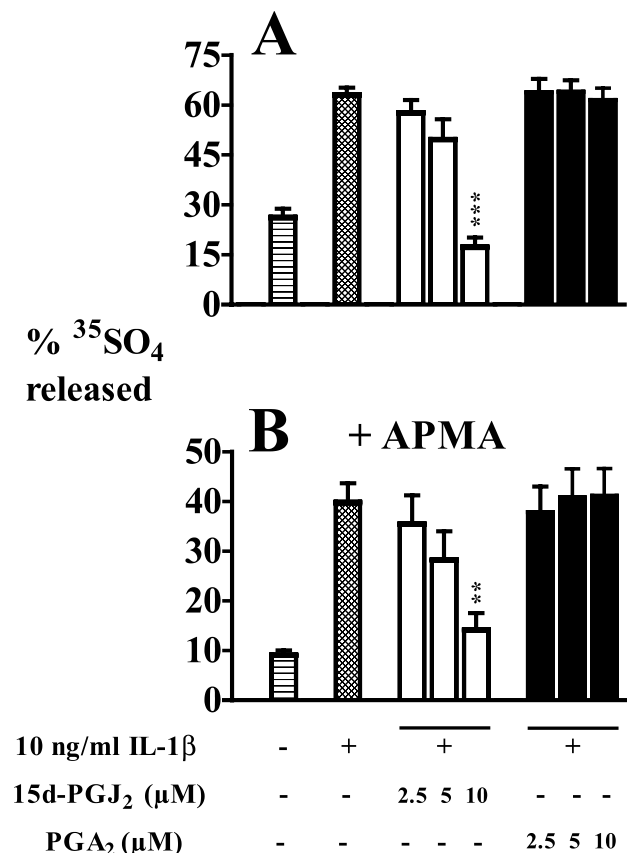 A
75
60
45
30
15
0
***
% ³⁵SO₄
released
B + APMA
50
40
30
20
10
0
**
10 ng/ml IL-1β - + + +
15d-PGJ₂ (µM) - - 2.5 5 10 - - -
PGA₂ (µM) - - - - - 2.5 5 10